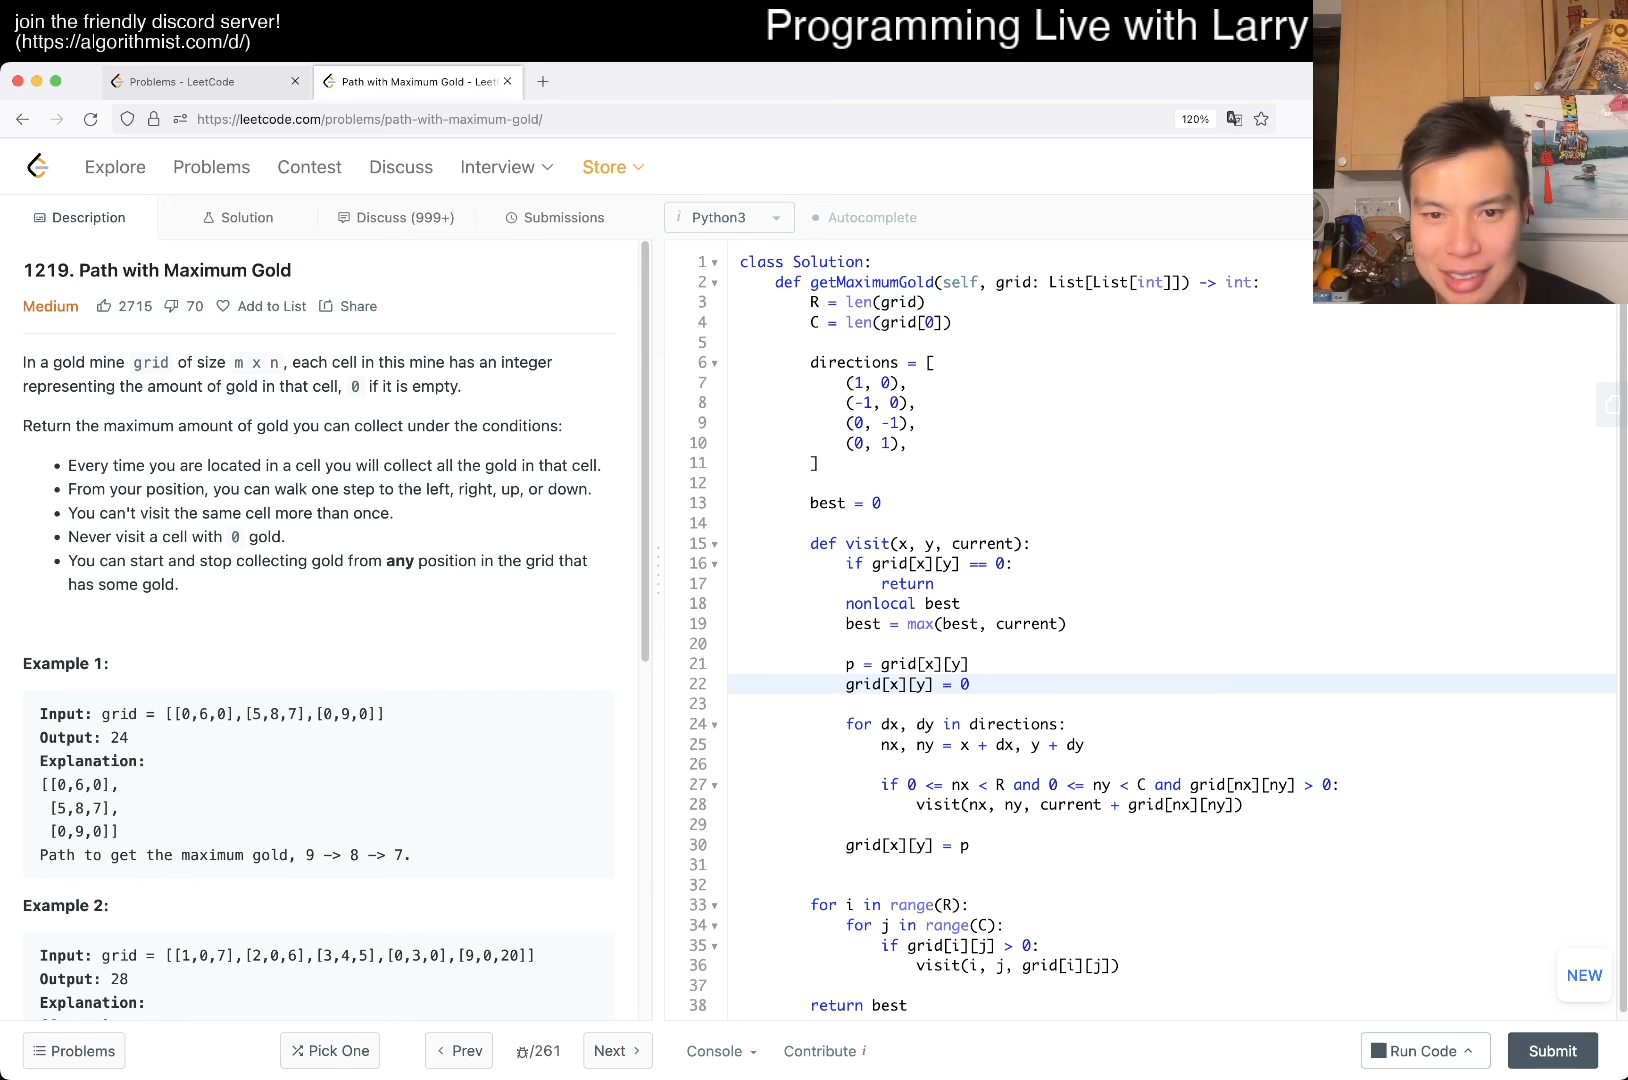 join the friendly discord server!
(https://algorithmist.com/d/)
Programming Live with Larry
Problems - LeetCode
Path with Maximum Gold - Leet
https://leetcode.com/problems/path-with-maximum-gold/
120%
Explore
Problems
Contest
Discuss
Interview
Store
Description
Solution
Discuss (999+)
Submissions
i Python3
Autocomplete
1219. Path with Maximum Gold
Medium 2715 70 Add to List Share
In a gold mine grid of size m x n, each cell in this mine has an integer
representing the amount of gold in that cell, 0 if it is empty.
Return the maximum amount of gold you can collect under the conditions:
• Every time you are located in a cell you will collect all the gold in that cell.
• From your position, you can walk one step to the left, right, up, or down.
• You can't visit the same cell more than once.
• Never visit a cell with 0 gold.
• You can start and stop collecting gold from any position in the grid that
has some gold.
Example 1:
Input: grid = [[0,6,0],[5,8,7],[0,9,0]]
Output: 24
Explanation:
[[0,6,0],
[5,8,7],
[0,9,0]]
Path to get the maximum gold, 9 -> 8 -> 7.
Example 2:
Input: grid = [[1,0,7],[2,0,6],[3,4,5],[0,3,0],[9,0,20]]
Output: 28
Explanation:
1 class Solution:
2 def getMaximumGold(self, grid: List[List[int]]) -> int:
3 R = len(grid)
4 C = len(grid[0])
5
6 directions = [
7 (1, 0),
8 (-1, 0),
9 (0, -1),
10 (0, 1),
11 ]
12
13 best = 0
14
15 def visit(x, y, current):
16 if grid[x][y] == 0:
17 return
18 nonlocal best
19 best = max(best, current)
20
21 p = grid[x][y]
22 grid[x][y] = 0
23
24 for dx, dy in directions:
25 nx, ny = x + dx, y + dy
26
27 if 0 <= nx < R and 0 <= ny < C and grid[nx][ny] > 0:
28 visit(nx, ny, current + grid[nx][ny])
29
30 grid[x][y] = p
31
32
33 for i in range(R):
34 for j in range(C):
35 if grid[i][j] > 0:
36 visit(i, j, grid[i][j])
37
38 return best
NEW
Problems
Pick One
Prev
/261
Next
Console
Contribute i
Run Code
Submit